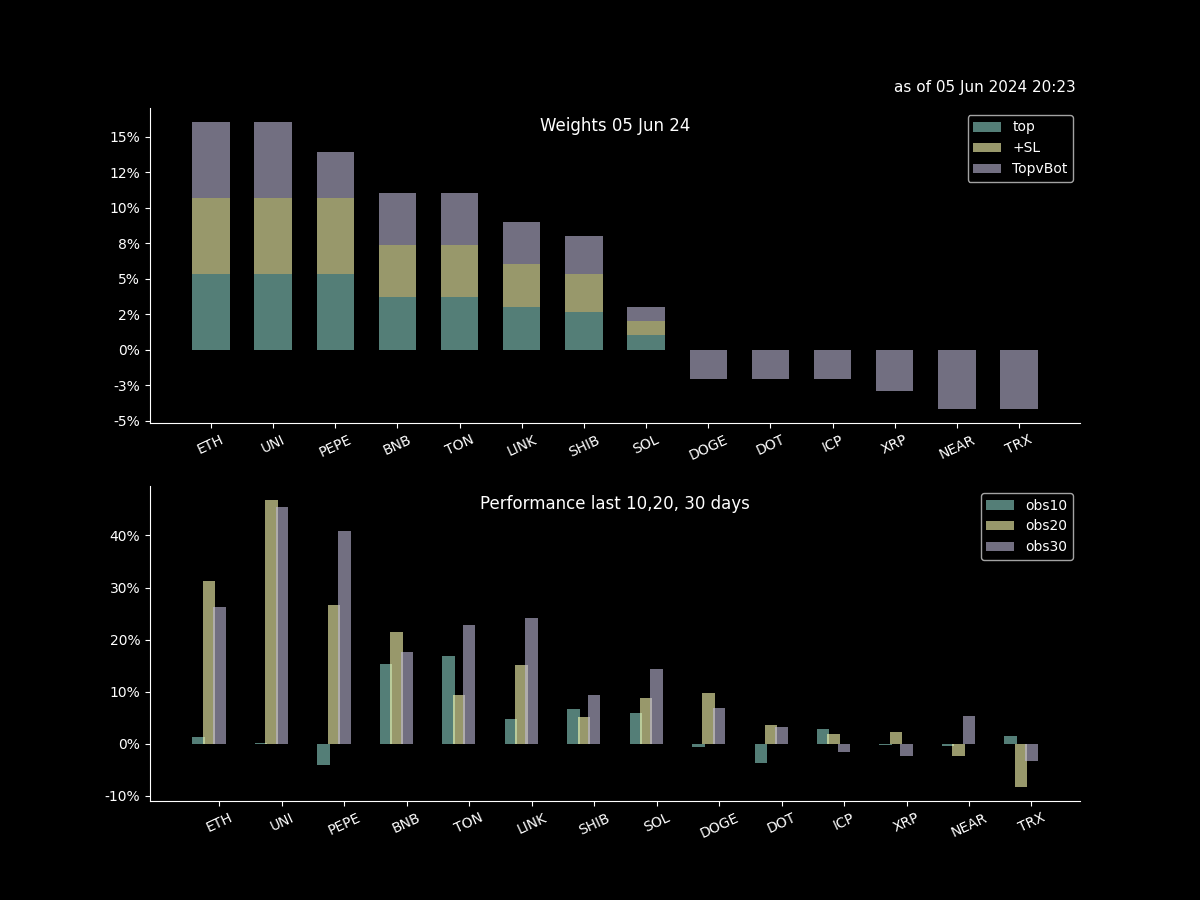 as of 05 Jun 2024 20:23
Weights 05 Jun 24
top
+SL
TopvBot
15%
12%
10%
8%
5%
2%
0%
-3%
-5%
ETH UNI PEPE BNB TON LINK SHIB SOL DOGE DOT ICP XRP NEAR TRX
Performance last 10,20, 30 days
obs10
obs20
obs30
40%
30%
20%
10%
0%
-10%
ETH UNI PEPE BNB TON LINK SHIB SOL DOGE DOT ICP XRP NEAR TRX